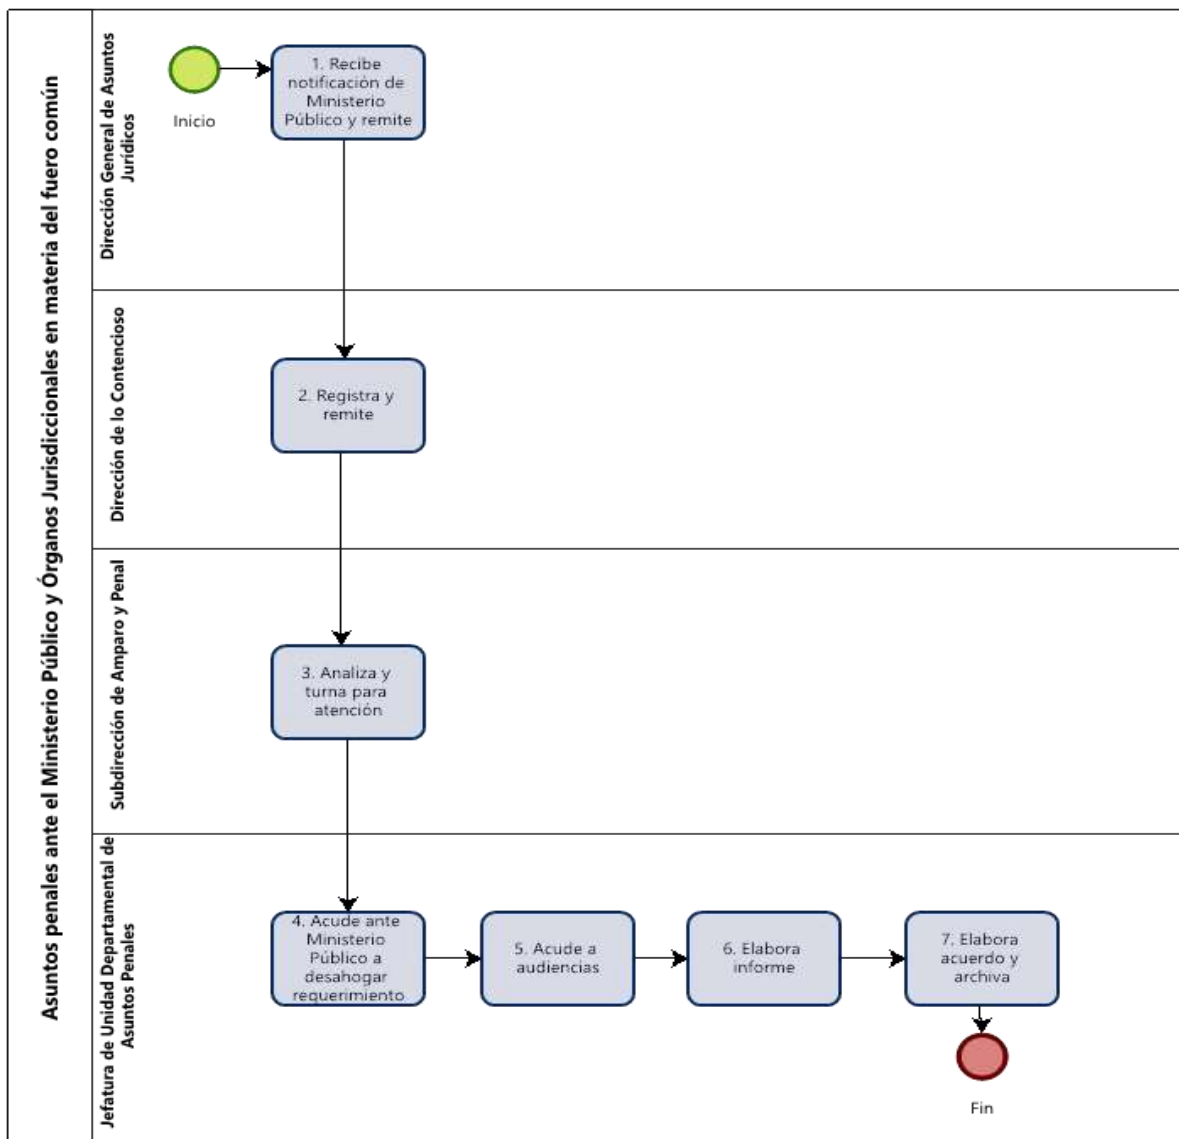 Asuntos penales ante el Ministerio Público y Órganos Jurisdiccionales en materia del fuero común
Dirección General de Asuntos
Jurídicos
Inicio
1. Recibe
notificación de
Ministerio
Público y remite
Dirección de lo Contencioso
2. Registra y
remite
Subdirección de Amparo y Penal
3. Analiza y
turna para
atención
Jefatura de Unidad Departamental de
Asuntos Penales
4. Acude ante
Ministerio
Público a
desahogar
requerimiento
5. Acude a
audiencias
6. Elabora
informe
7. Elabora
acuerdo y
archiva
Fin